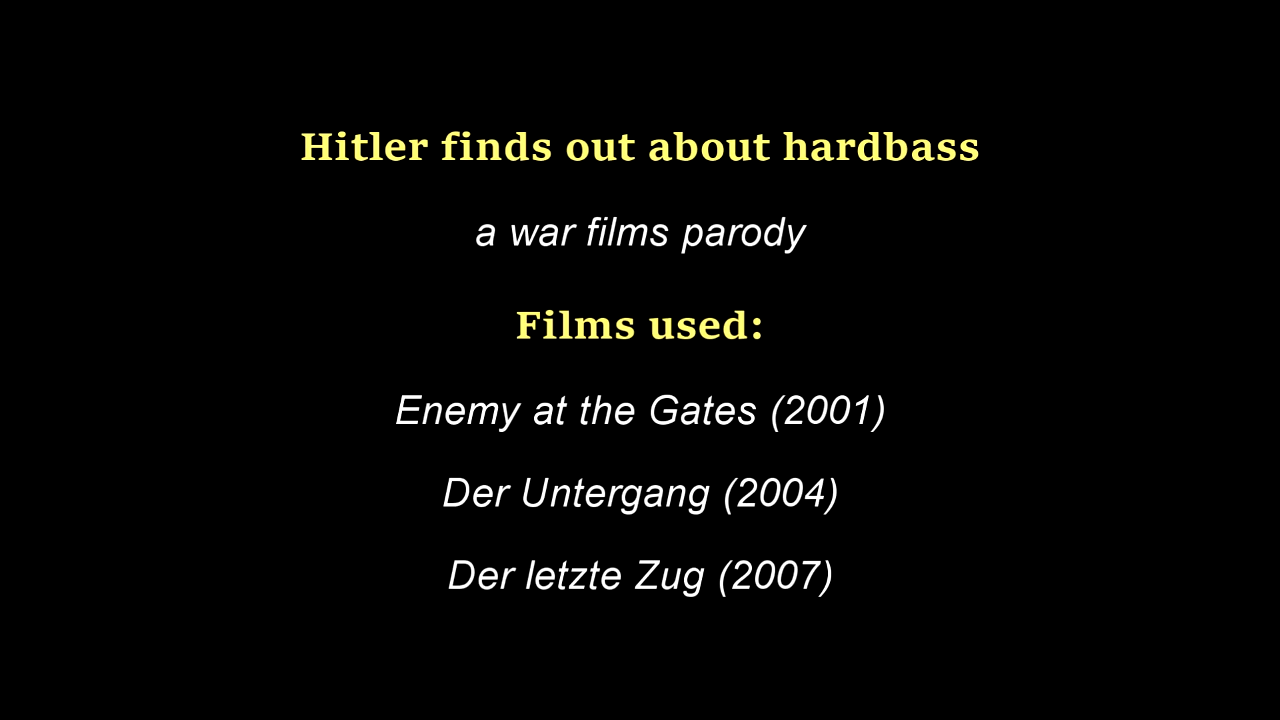 Hitler finds out about hardbass
a war films parody
Films used:
Enemy at the Gates (2001)
Der Untergang (2004)
Der letzte Zug (2007)